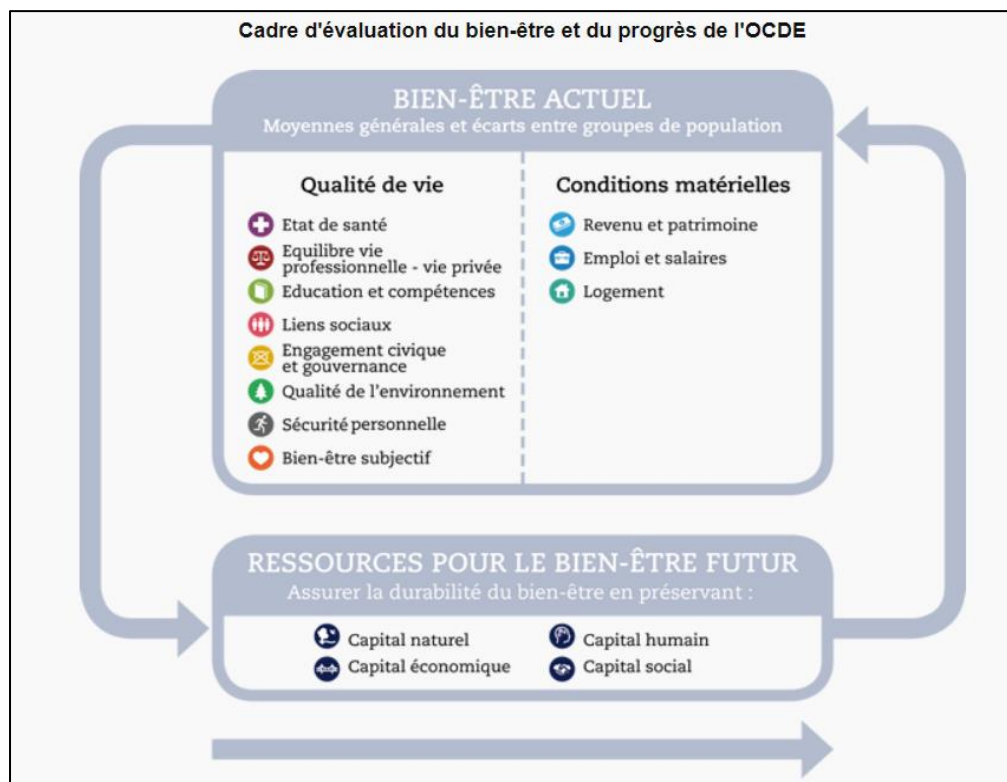 Cadre d'évaluation du bien-être et du progrès de l'OCDE
BIEN-ÊTRE ACTUEL
Moyennes générales et écarts entre groupes de population
Qualité de vie
Etat de santé
Equilibre vie
professionnelle - vie privée
Education et compétences
Liens sociaux
Engagement civique
et gouvernance
Qualité de l'environnement
Sécurité personnelle
Bien-être subjectif
Conditions matérielles
Revenu et patrimoine
Emploi et salaires
Logement
RESSOURCES POUR LE BIEN-ÊTRE FUTUR
Assurer la durabilité du bien-être en préservant :
Capital naturel
Capital économique
Capital humain
Capital social